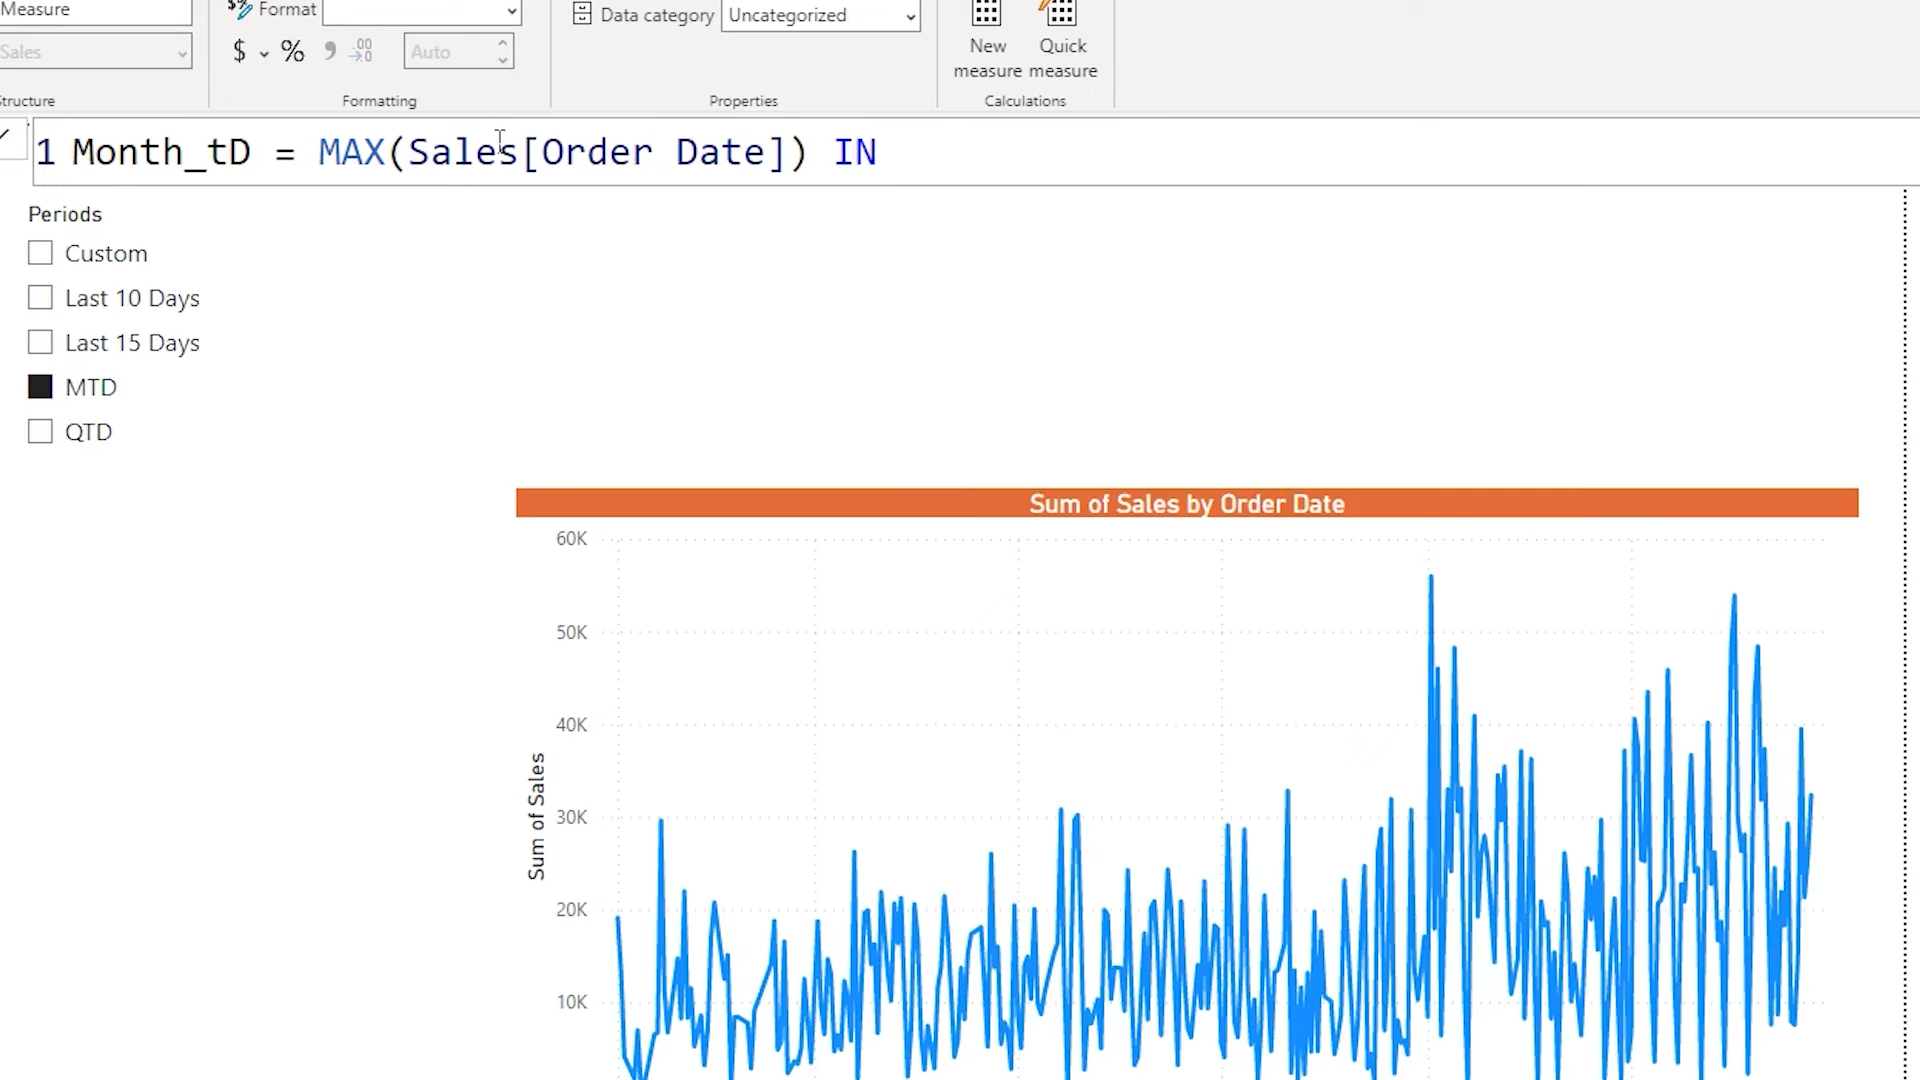 Measure
Format
Data category
Uncategorized
Sales
$ %
Auto
New measure
Quick measure
Structure
Formatting
Properties
Calculations
1 Month_tD = MAX(Sales[Order Date]) IN
Periods
Custom
Last 10 Days
Last 15 Days
MTD
QTD
Sum of Sales by Order Date
60K
50K
40K
30K
20K
10K
Sum of Sales